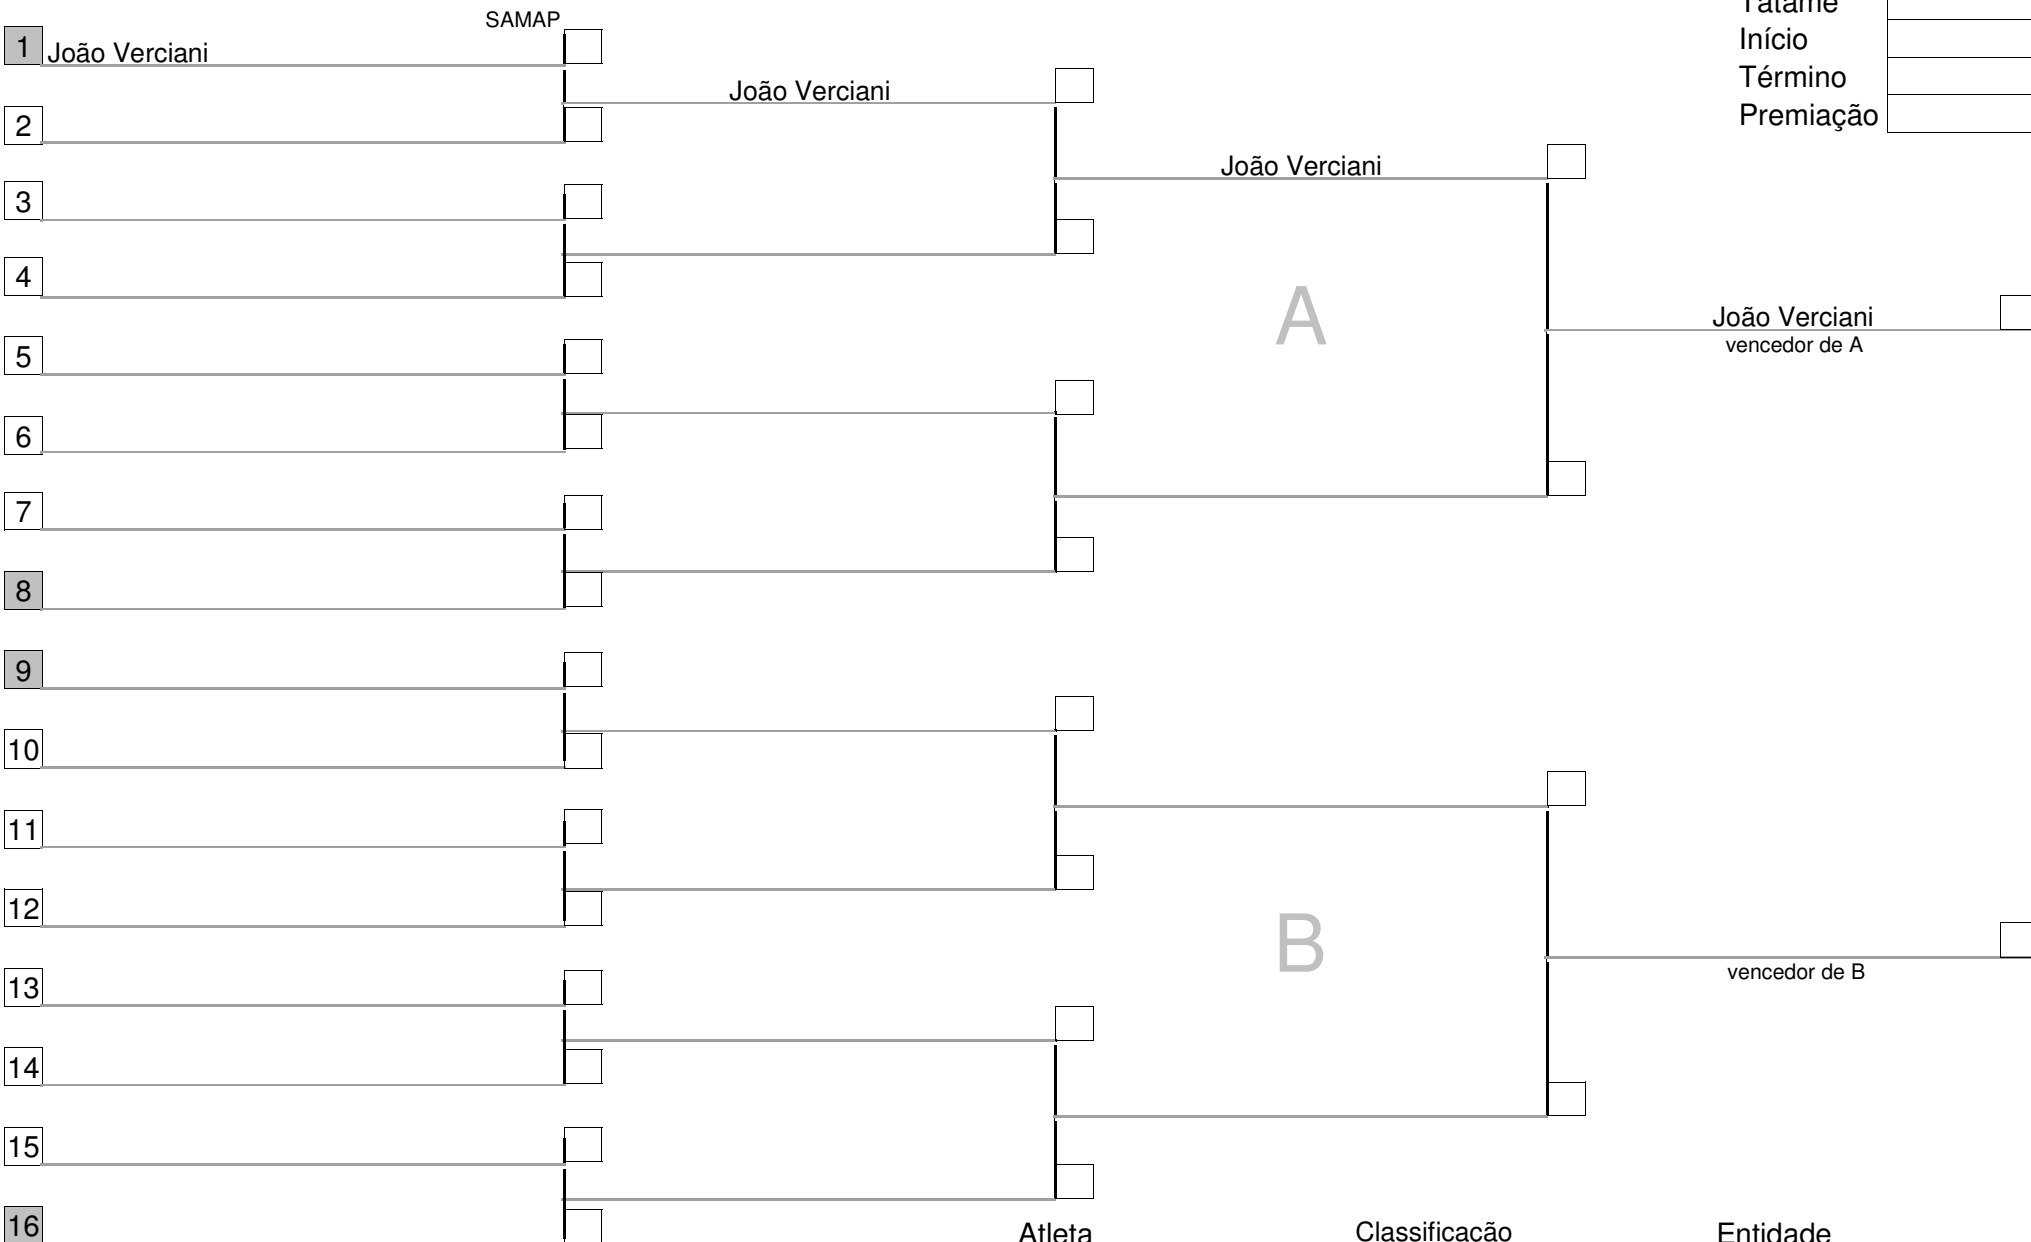 SAMAP
Tatame
1 João Verciani
Início
João Verciani
Término
2
Premiação
João Verciani
3
4
A
João Verciani
vencedor de A
5
6
7
8
9
10
11
12
B
13
vencedor de B
14
15
16
Atleta Classificação Entidade